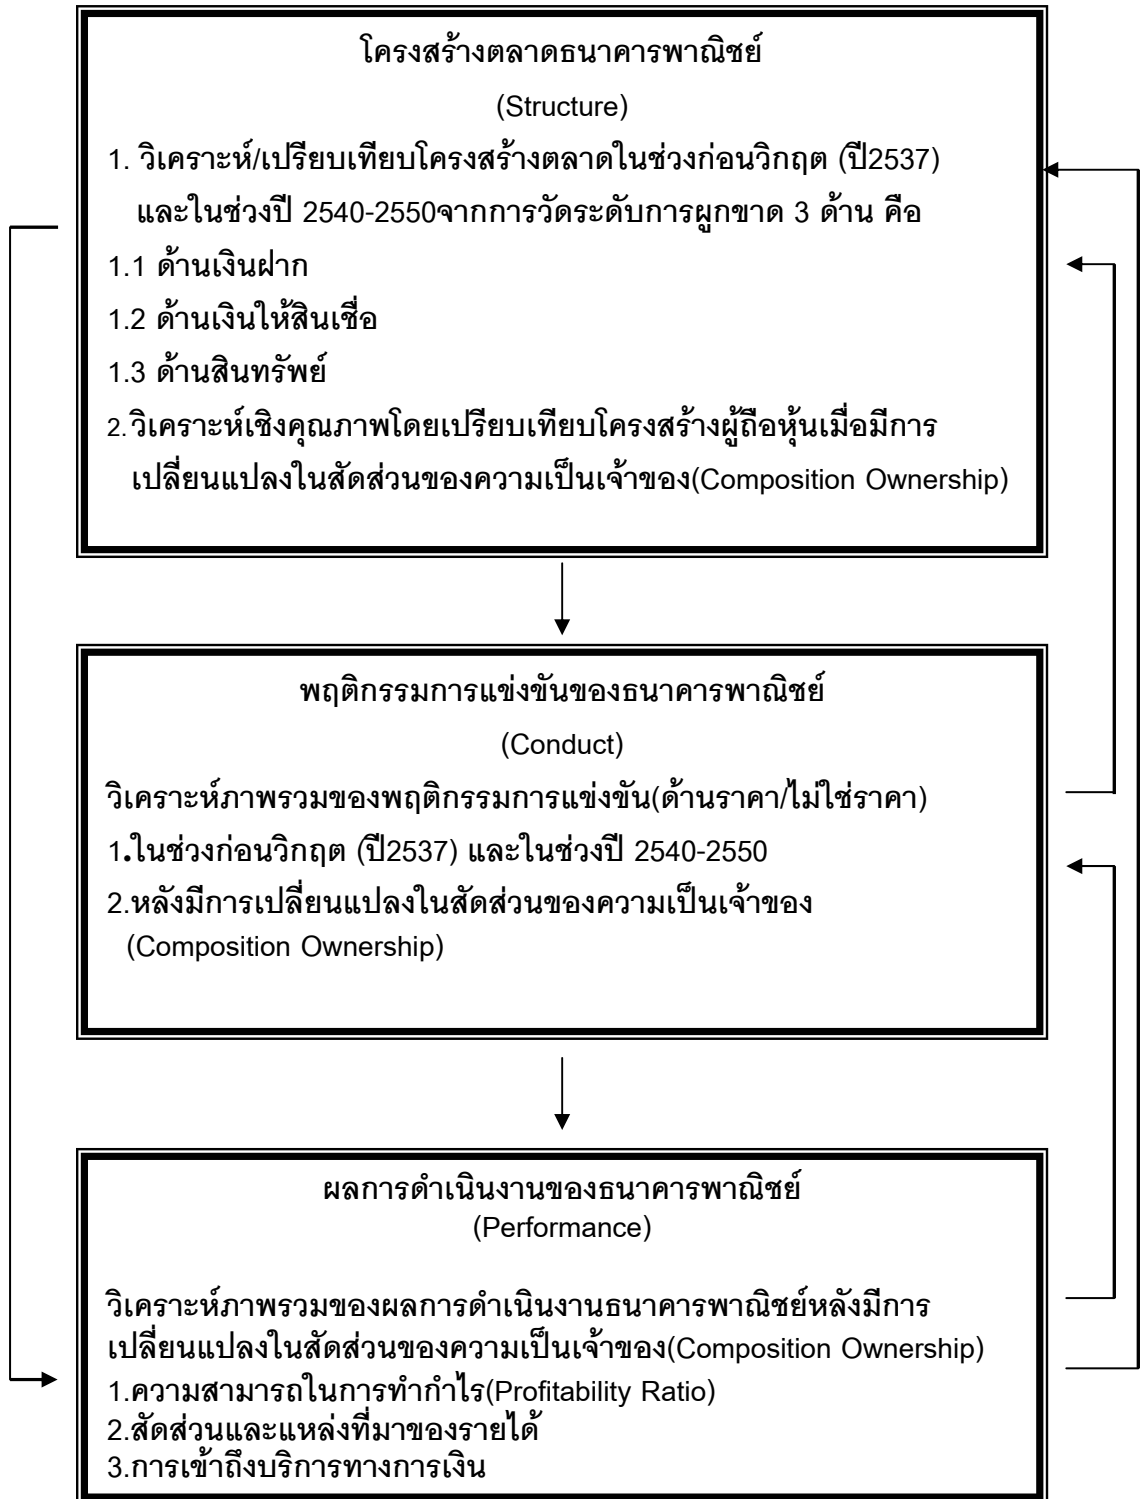 โครงสร้างตลาดธนาคารพาณิชย์
(Structure)
1. วิเคราะห์/เปรียบเทียบโครงสร้างตลาดในช่วงก่อนวิกฤต (ปี2537)
และในช่วงปี 2540-2550จากการวัดระดับการผูกขาด 3 ด้าน คือ
1.1 ด้านเงินฝาก
1.2 ด้านเงินให้สินเชื่อ
1.3 ด้านสินทรัพย์
2.วิเคราะห์เชิงคุณภาพโดยเปรียบเทียบโครงสร้างผู้ถือหุ้นเมื่อมีการ
เปลี่ยนแปลงในสัดส่วนของความเป็นเจ้าของ(Composition Ownership)
พฤติกรรมการแข่งขันของธนาคารพาณิชย์
(Conduct)
วิเคราะห์ภาพรวมของพฤติกรรมการแข่งขัน(ด้านราคา/ไม่ใช่ราคา)
1.ในช่วงก่อนวิกฤต (ปี2537) และในช่วงปี 2540-2550
2.หลังมีการเปลี่ยนแปลงในสัดส่วนของความเป็นเจ้าของ
(Composition Ownership)
ผลการดำเนินงานของธนาคารพาณิชย์
(Performance)
วิเคราะห์ภาพรวมของผลการดำเนินงานธนาคารพาณิชย์หลังมีการ
เปลี่ยนแปลงในสัดส่วนของความเป็นเจ้าของ(Composition Ownership)
1.ความสามารถในการทำกำไร(Profitability Ratio)
2.สัดส่วนและแหล่งที่มาของรายได้
3.การเข้าถึงบริการทางการเงิน